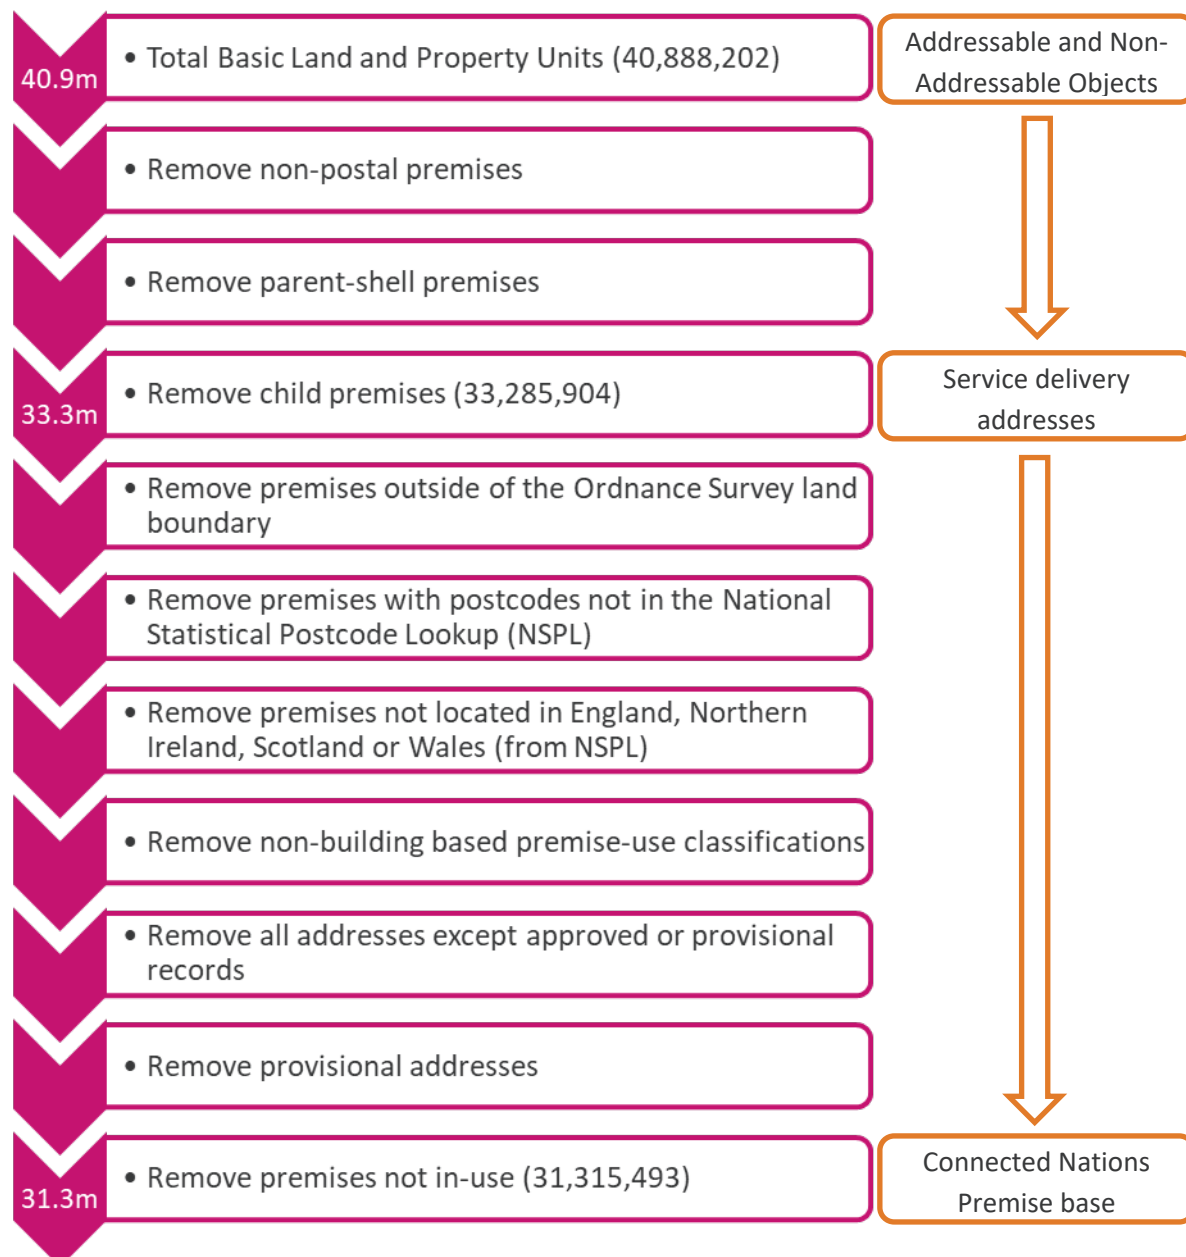 40.9m
• Total Basic Land and Property Units (40,888,202)
Addressable and Non-
Addressable Objects
• Remove non-postal premises
• Remove parent-shell premises
33.3m
• Remove child premises (33,285,904)
Service delivery
addresses
• Remove premises outside of the Ordnance Survey land
boundary
• Remove premises with postcodes not in the National
Statistical Postcode Lookup (NSPL)
• Remove premises not located in England, Northern
Ireland, Scotland or Wales (from NSPL)
• Remove non-building based premise-use classifications
• Remove all addresses except approved or provisional
records
• Remove provisional addresses
31.3m
• Remove premises not in-use (31,315,493)
Connected Nations
Premise base